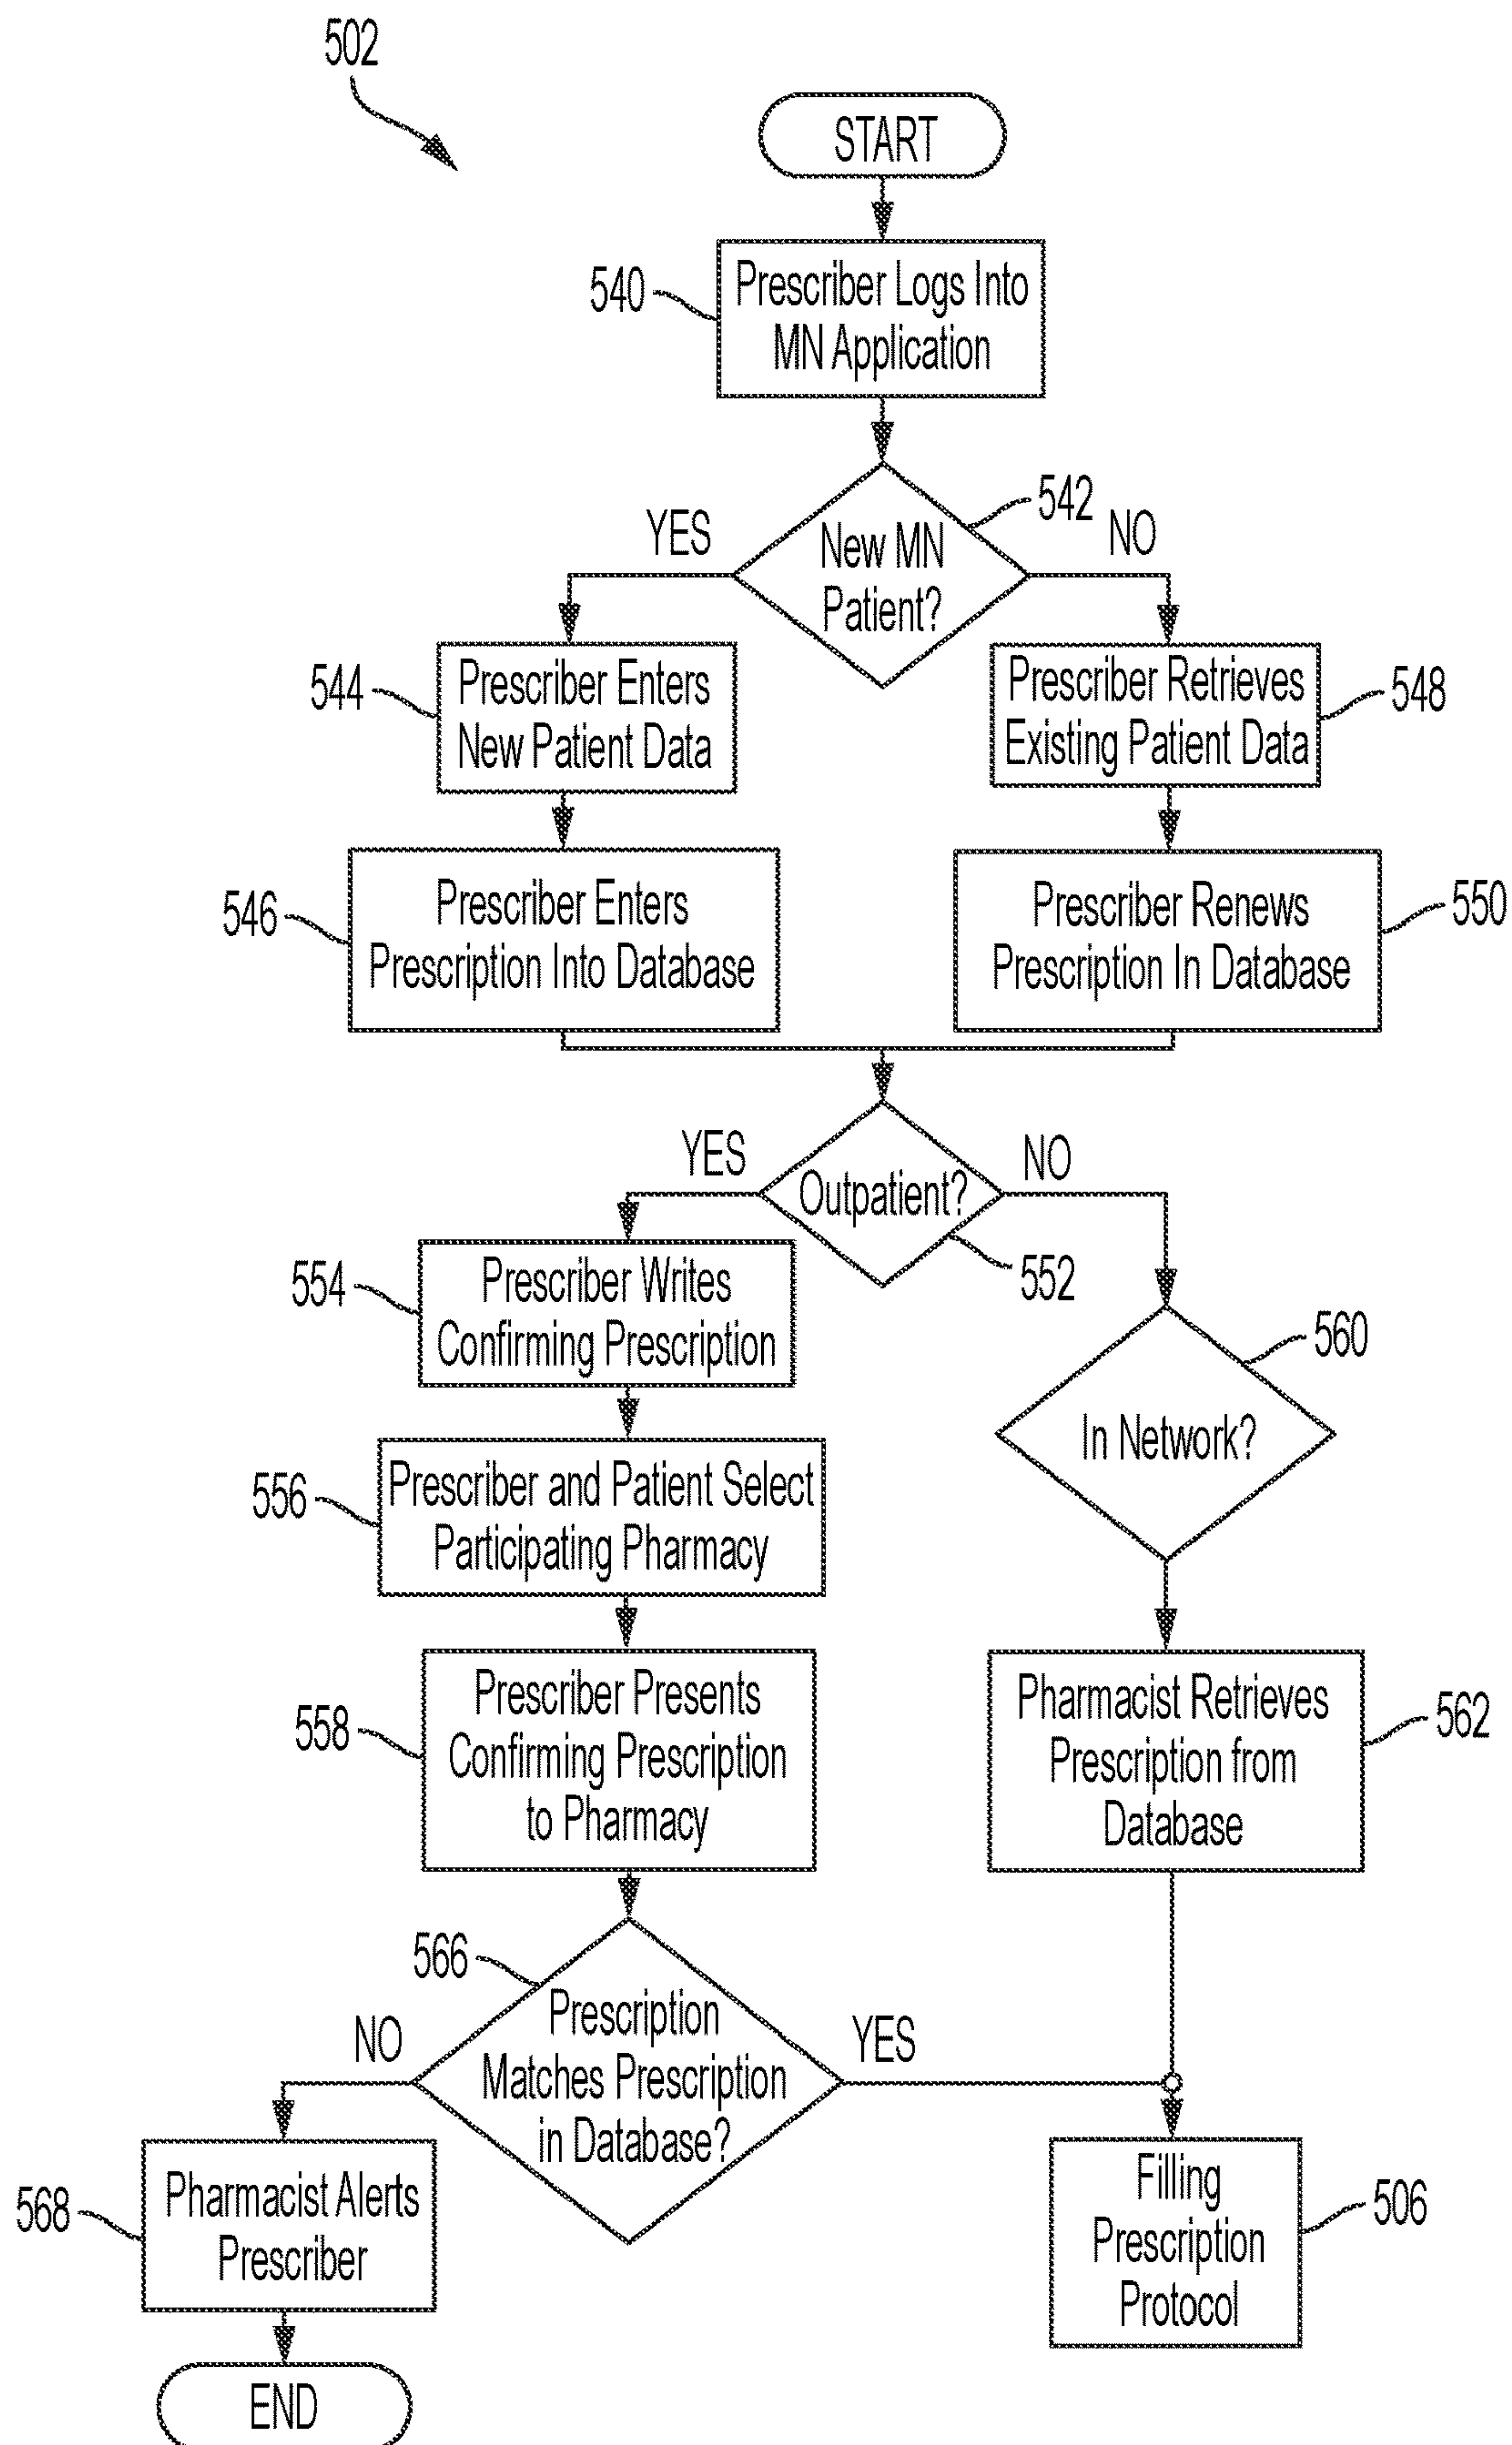 502
START
540
Prescriber Logs Into
MN Application
542
YES
NO
New MN
Patient?
544
Prescriber Enters
New Patient Data
Prescriber Retrieves
Existing Patient Data
548
546
Prescriber Enters
Prescription Into Database
Prescriber Renews
Prescription In Database
550
YES
NO
Outpatient?
552
554
Prescriber Writes
Confirming Prescription
560
In Network?
556
Prescriber and Patient Select
Participating Pharmacy
558
Prescriber Presents
Confirming Prescription
to Pharmacy
Pharmacist Retrieves
Prescription from
Database
562
566
NO
YES
Prescription
Matches Prescription
in Database?
568
Pharmacist Alerts
Prescriber
Filling
Prescription
Protocol
506
END